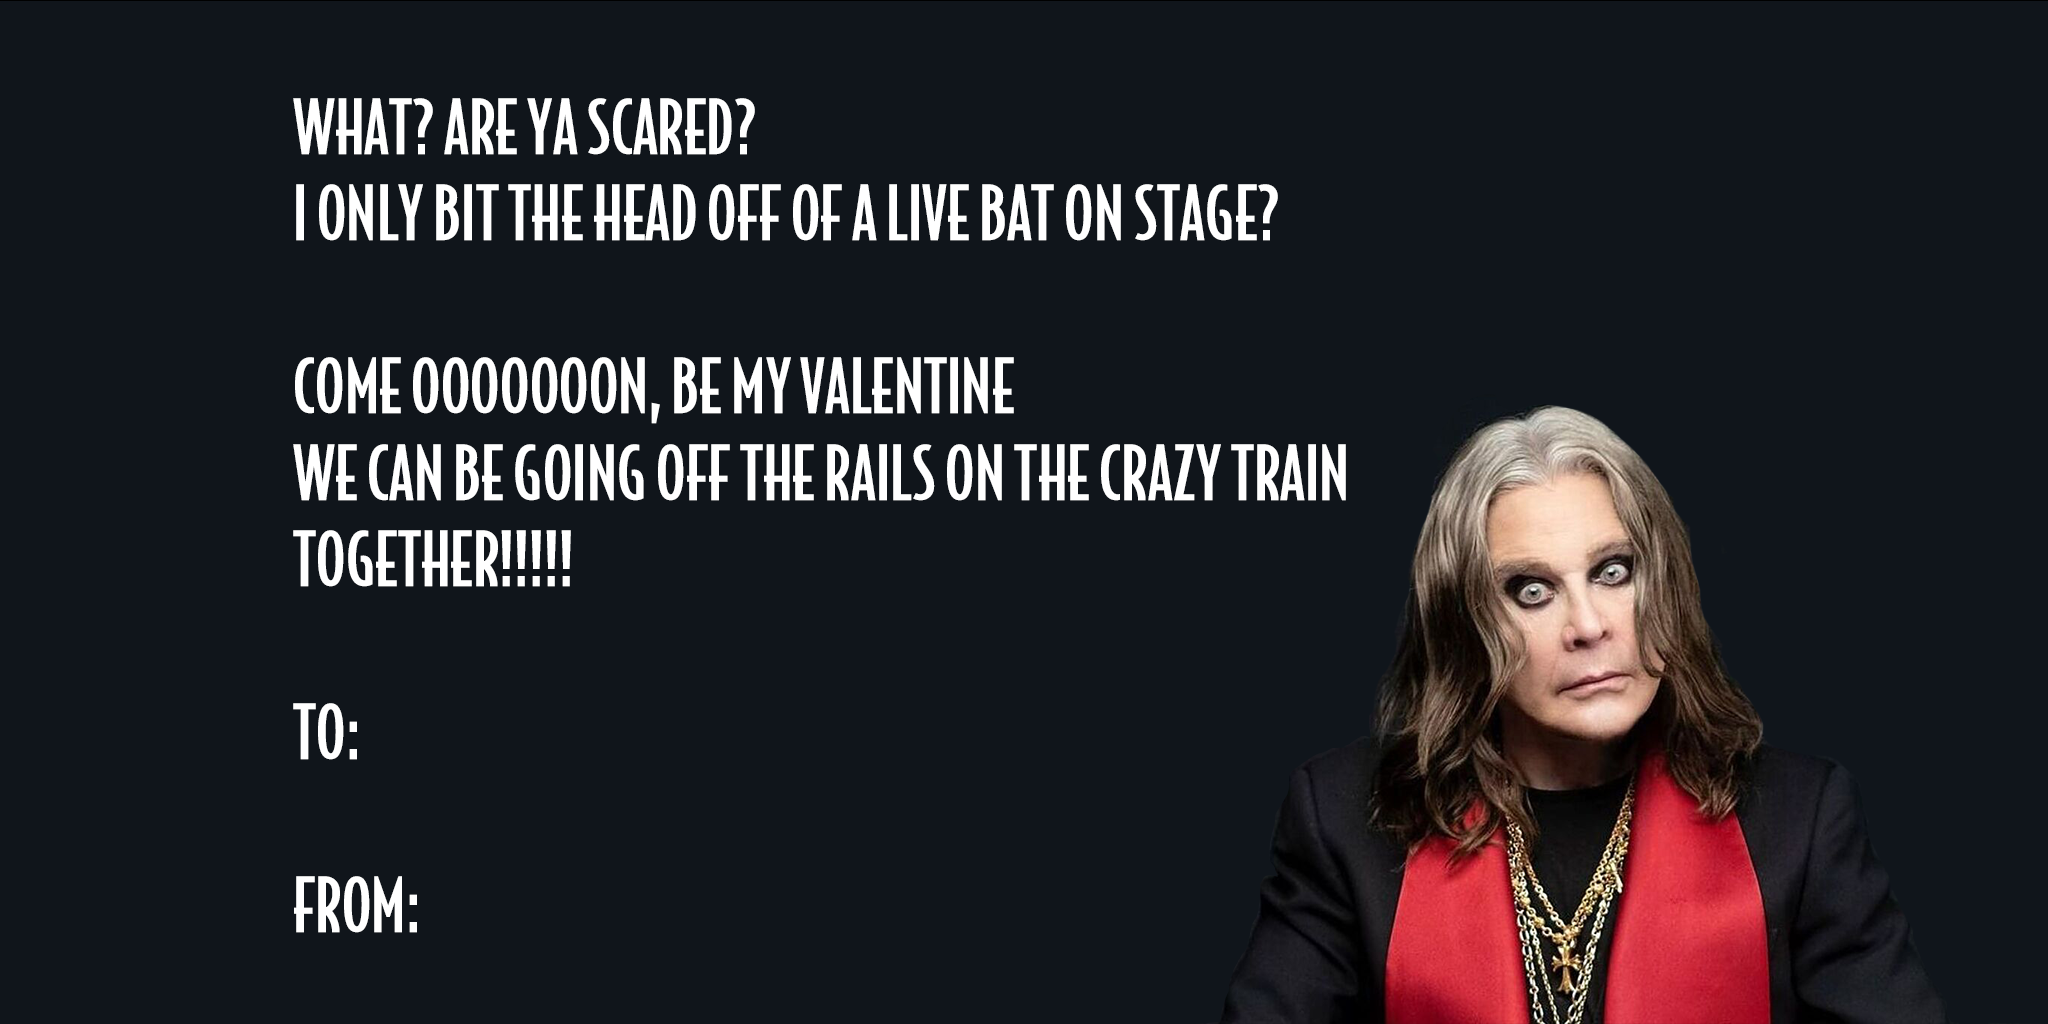 WHAT? ARE YA SCARED?
I ONLY BIT THE HEAD OFF OF A LIVE BAT ON STAGE?
COME OOOOOOON, BE MY VALENTINE
WE CAN BE GOING OFF THE RAILS ON THE CRAZY TRAIN
TOGETHER!!!!!
TO:
FROM: